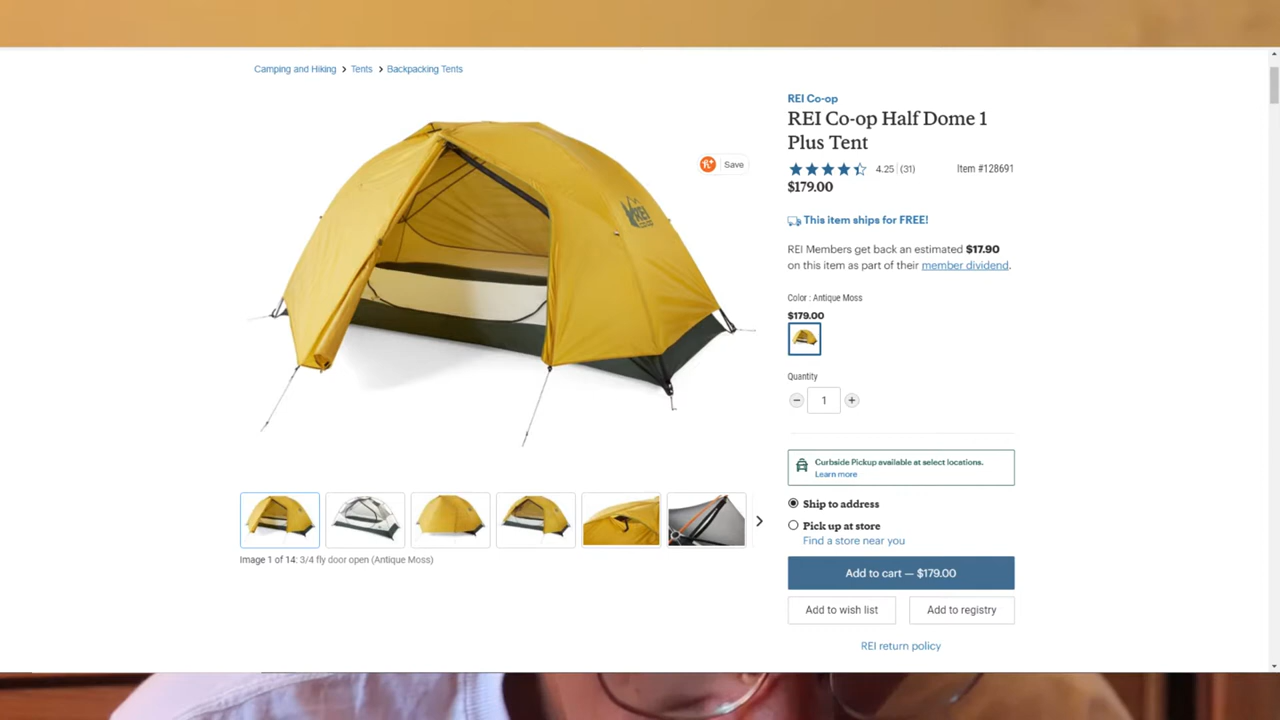 Camping and Hiking > Tents > Backpacking Tents
REI Co-op
REI Co-op Half Dome 1
Plus Tent
4.25 (31) Item #128691
$179.00
Save
This item ships for FREE!
REI Members get back an estimated $17.90
on this item as part of their member dividend.
Color : Antique Moss
$179.00
Quantity
1
Curbside Pickup available at select locations.
Learn more
Ship to address
Pick up at store
Find a store near you
Add to cart — $179.00
Add to wish list
Add to registry
REI return policy
REI
Image 1 of 14: 3/4 fly door open (Antique Moss)